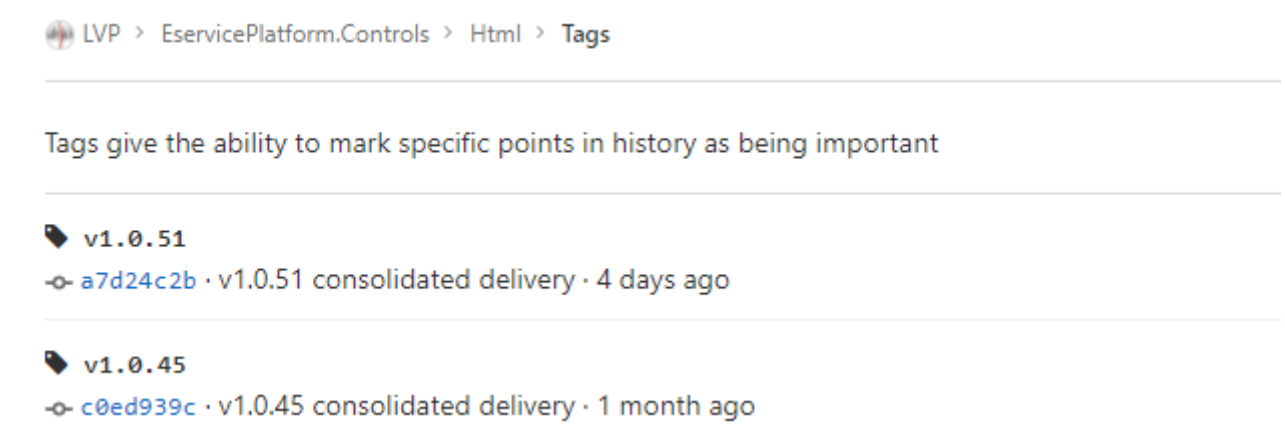 LVP > EservicePlatform.Controls > Html > Tags
Tags give the ability to mark specific points in history as being important
v1.0.51
a7d24c2b · v1.0.51 consolidated delivery · 4 days ago
v1.0.45
c0ed939c · v1.0.45 consolidated delivery · 1 month ago